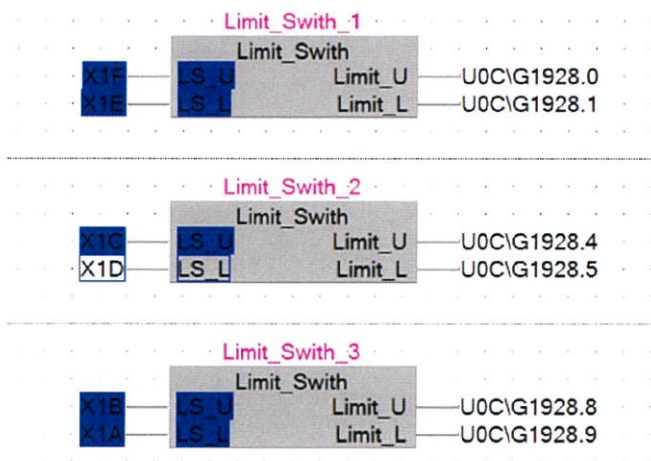 Limit_Swith_1
Limit_Swith
X1F LS_U Limit_U U0C\G1928.0
X1E LS_L Limit_L U0C\G1928.1
Limit_Swith_2
Limit_Swith
X1C LS_U Limit_U U0C\G1928.4
X1D LS_L Limit_L U0C\G1928.5
Limit_Swith_3
Limit_Swith
X1B LS_U Limit_U U0C\G1928.8
X1A LS_L Limit_L U0C\G1928.9